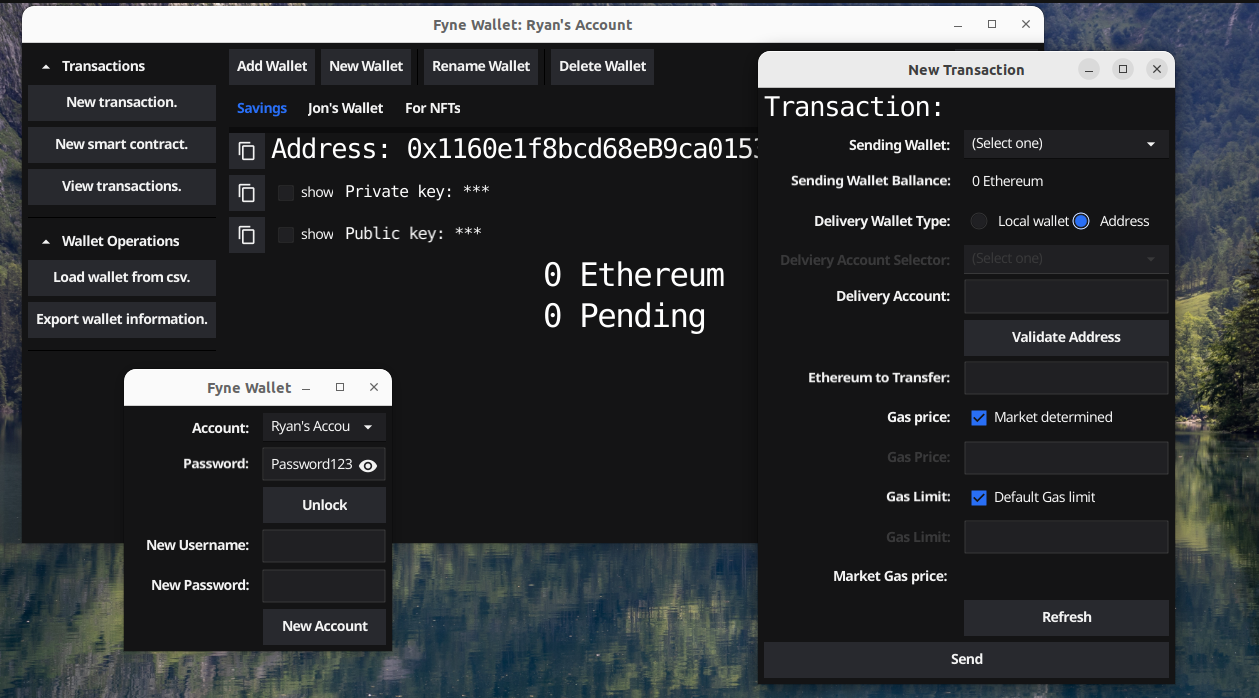 Fyne Wallet: Ryan's Account
Transactions
New transaction.
New smart contract.
View transactions.
Wallet Operations
Load wallet from csv.
Export wallet information.
Add Wallet
New Wallet
Rename Wallet
Delete Wallet
Savings
Jon's Wallet
For NFTs
Address: 0x1160e1f8bcd68eB9ca0153
show Private key: ***
show Public key: ***
0 Ethereum
0 Pending
Fyne Wallet
Account: Ryan's Accou
Password: Password123
Unlock
New Username:
New Password:
New Account
New Transaction
Transaction:
Sending Wallet: (Select one)
Sending Wallet Ballance: 0 Ethereum
Delivery Wallet Type: Local wallet Address
Delviery Account Selector: (Select one)
Delivery Account:
Validate Address
Ethereum to Transfer:
Gas price: Market determined
Gas Price:
Gas Limit: Default Gas limit
Gas Limit:
Market Gas price:
Refresh
Send